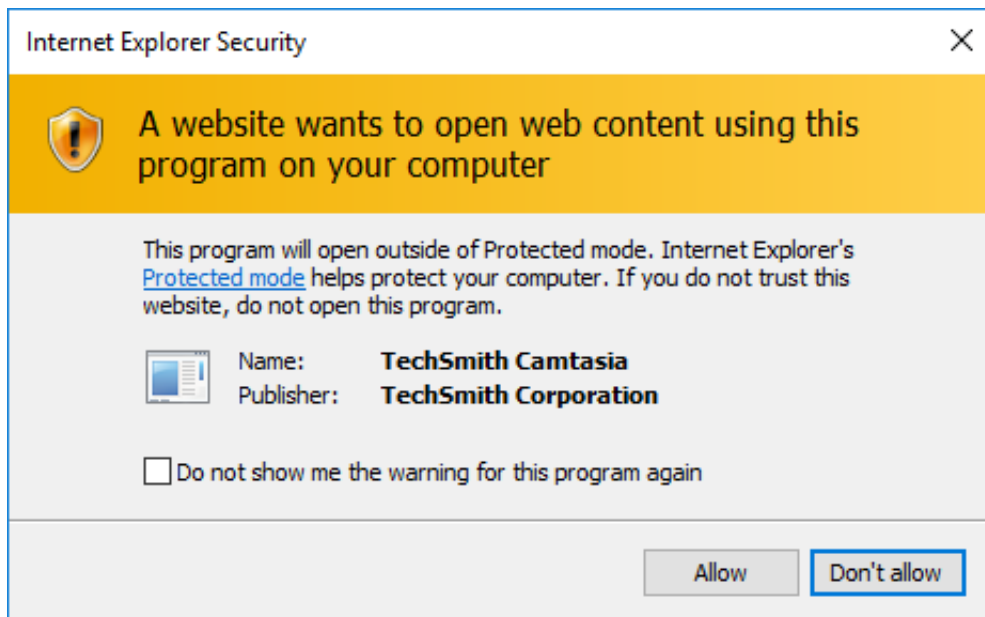 Internet Explorer Security
A website wants to open web content using this
program on your computer
This program will open outside of Protected mode. Internet Explorer's
Protected mode helps protect your computer. If you do not trust this
website, do not open this program.
Name: TechSmith Camtasia
Publisher: TechSmith Corporation
Do not show me the warning for this program again
Allow Don't allow